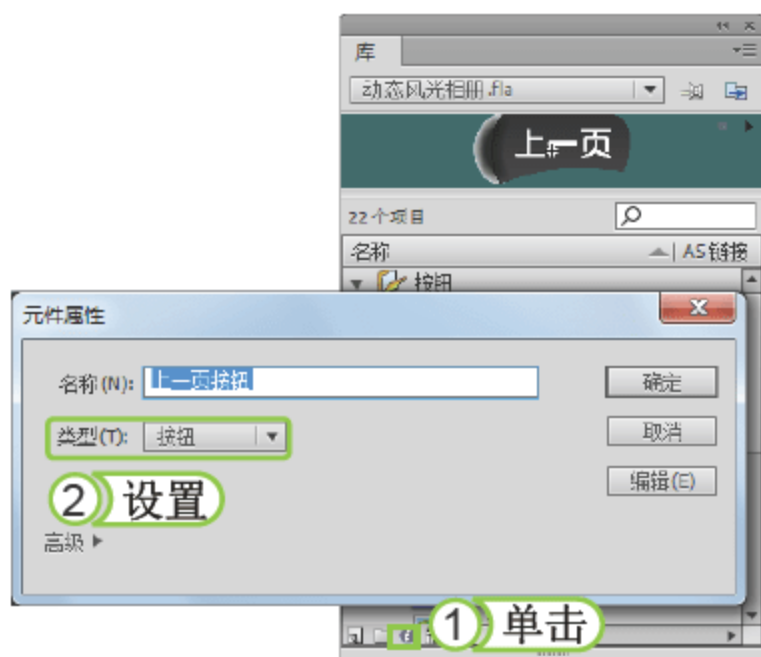 库
动态风光相册.fla
上一页
22个项目
名称 AS 链接
按钮
元件属性
名称(N): 上一页按钮 确定
类型(T): 按钮 取消
编辑(E)
② 设置
高级
① 单击